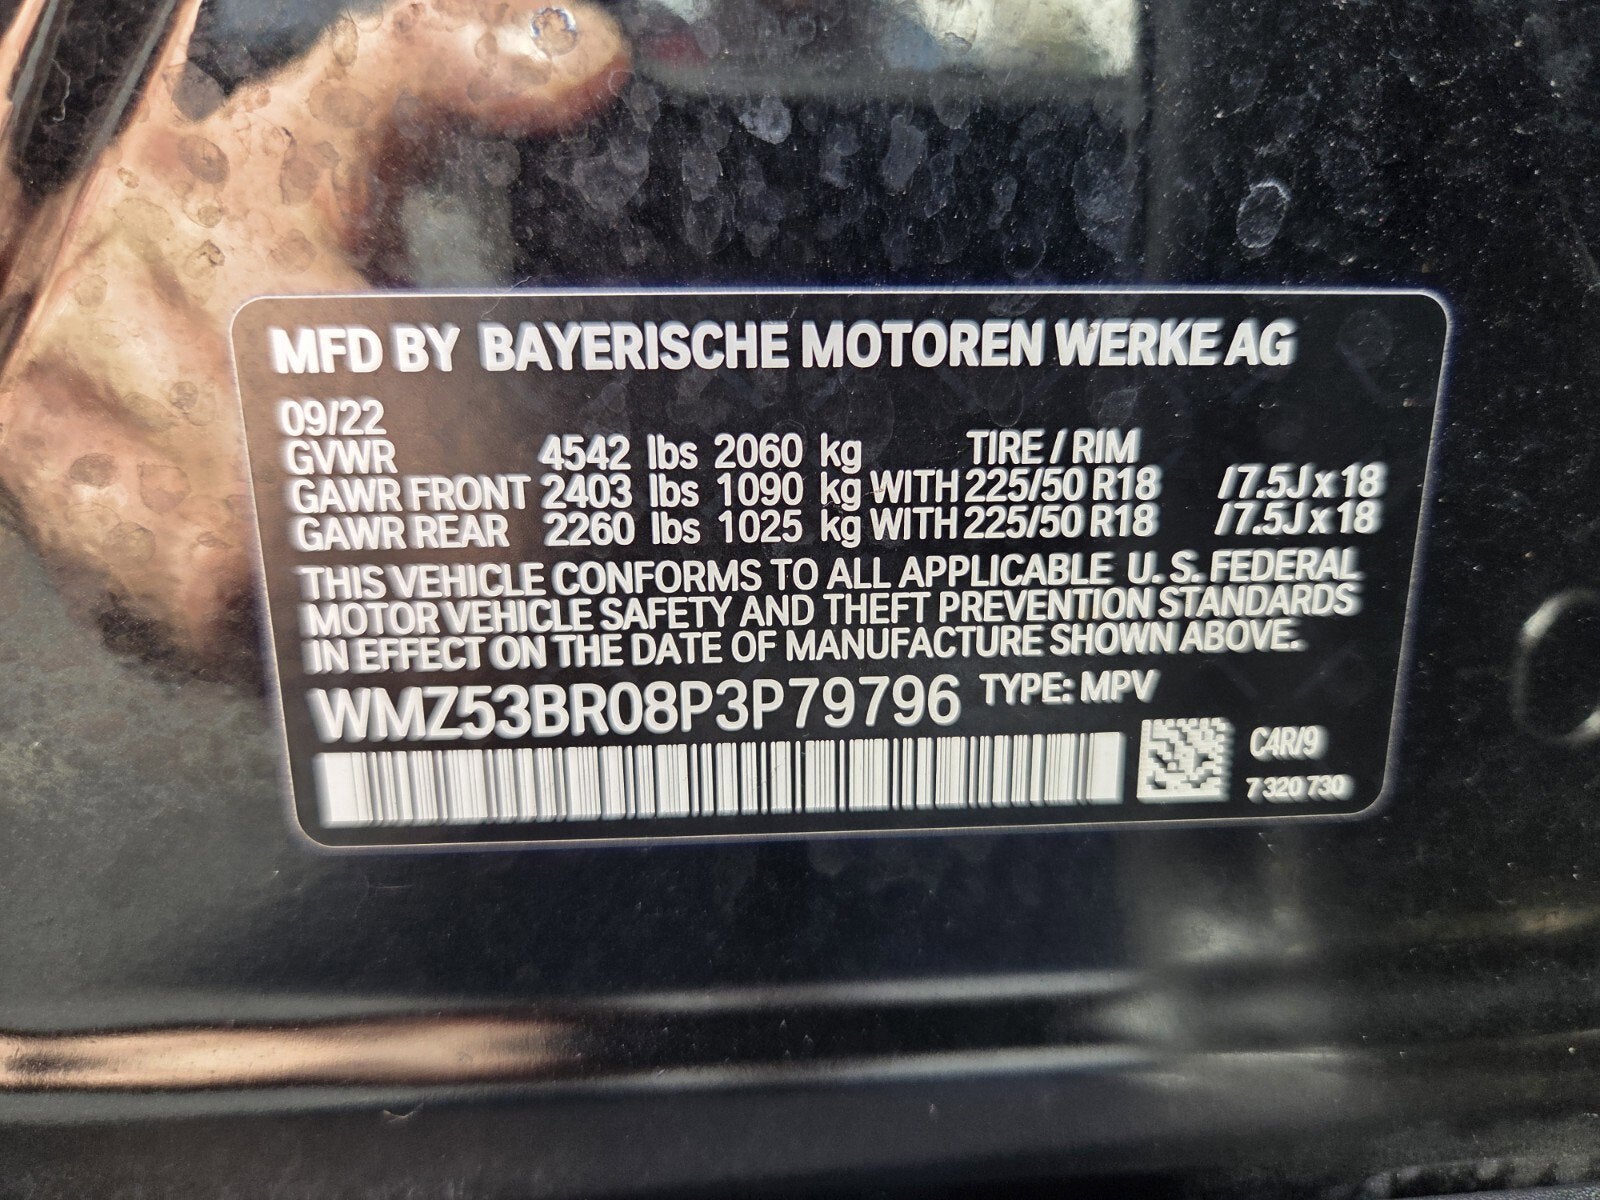 MFD BY BAYERISCHE MOTOREN WERKE AG
09/22
GVWR 4542 lbs 2060 kg TIRE / RIM
GAWR FRONT 2403 lbs 1090 kg WITH 225/50 R18 / 7.5J x 18
GAWR REAR 2260 lbs 1025 kg WITH 225/50 R18 / 7.5J x 18
THIS VEHICLE CONFORMS TO ALL APPLICABLE U. S. FEDERAL
MOTOR VEHICLE SAFETY AND THEFT PREVENTION STANDARDS
IN EFFECT ON THE DATE OF MANUFACTURE SHOWN ABOVE.
WMZ53BR08P3P79796 TYPE: MPV
C4R/9
7 320 730